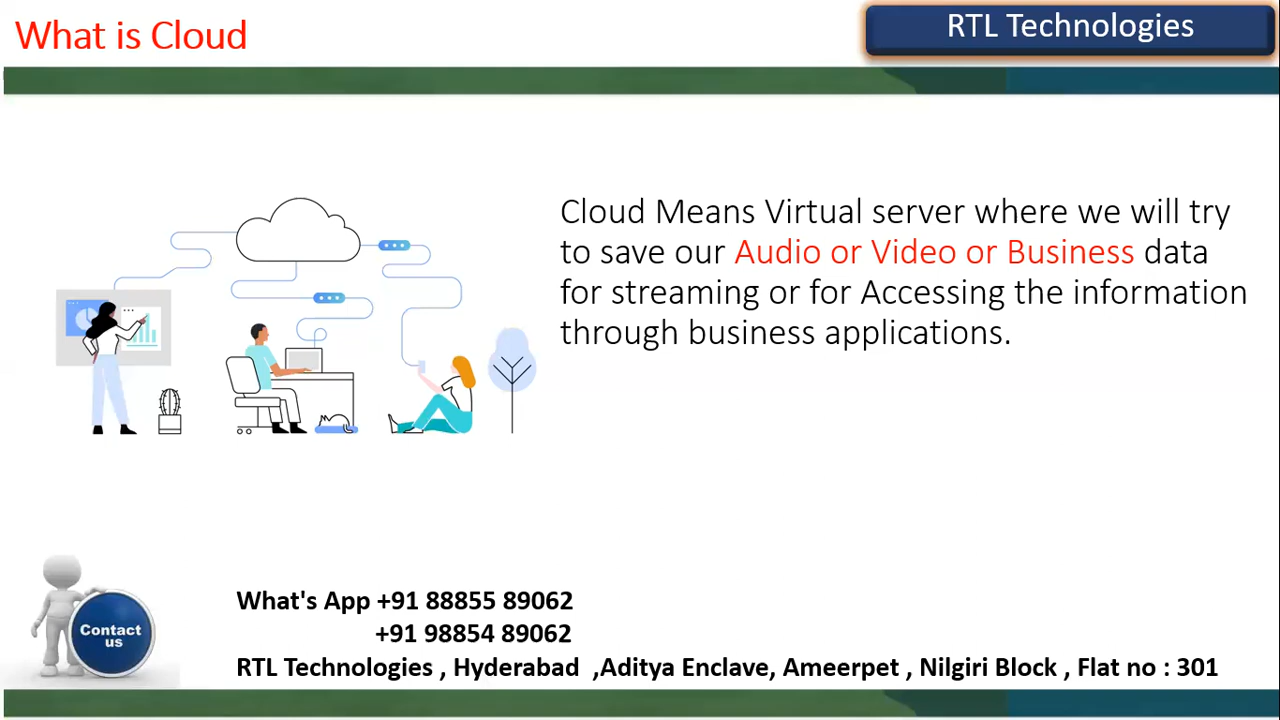 What is Cloud
RTL Technologies
Cloud Means Virtual server where we will try
to save our Audio or Video or Business data
for streaming or for Accessing the information
through business applications.
Contact
us
What's App +91 88855 89062
+91 98854 89062
RTL Technologies , Hyderabad ,Aditya Enclave, Ameerpet , Nilgiri Block , Flat no : 301